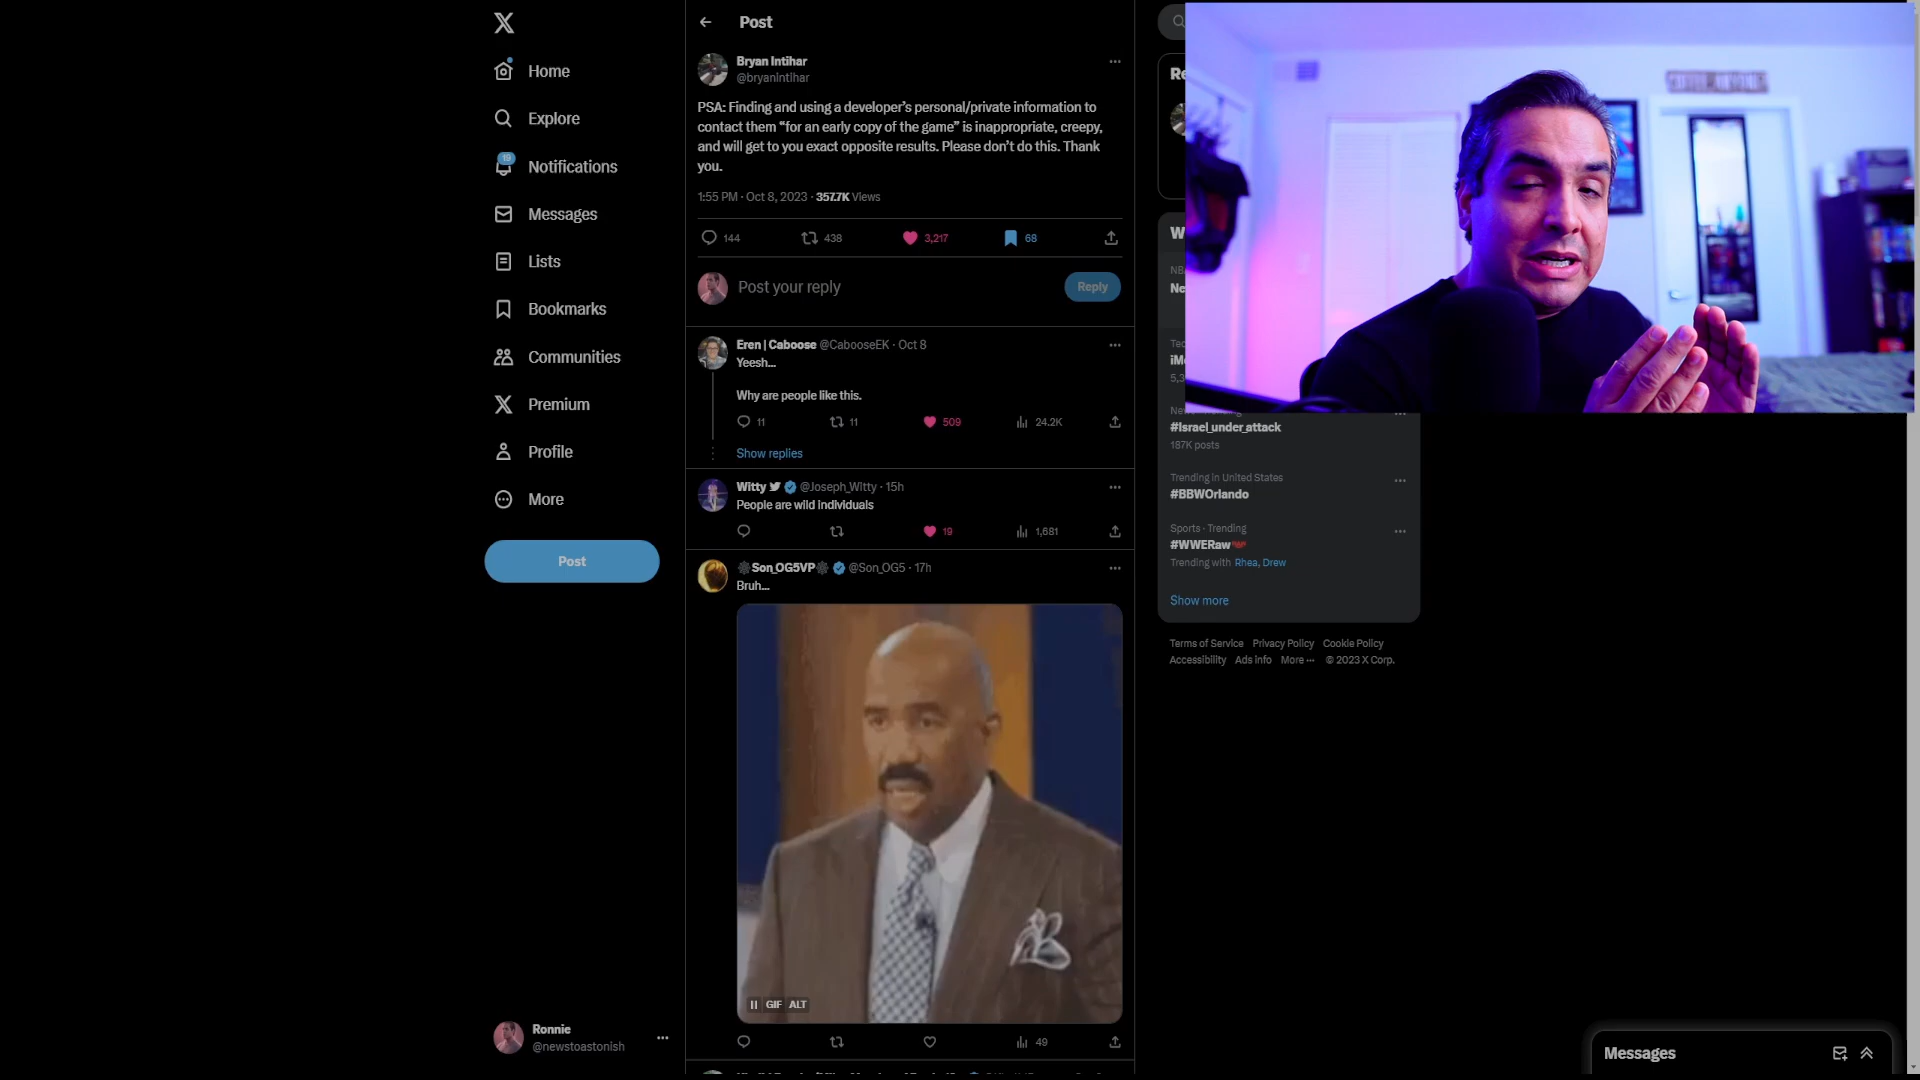 Home
Explore
19
Notifications
Messages
Lists
Bookmarks
Communities
Premium
Profile
More
Post
Ronnie
@newstoastonish
Post
Bryan Intihar
@bryanintihar
PSA: Finding and using a developer's personal/private information to
contact them “for an early copy of the game” is inappropriate, creepy,
and will get to you exact opposite results. Please don't do this. Thank
you.
1:55 PM · Oct 8, 2023 · 357.7K Views
144 438 3,217 68
Post your reply
Reply
Eren | Caboose @CabooseEK · Oct 8
Yeesh...
Why are people like this.
11 11 509 24.2K
Show replies
Witty @Joseph_Witty · 15h
People are wild individuals
19 1,681
Son_OG5VP @Son_OG5 · 17h
Bruh...
GIF ALT
49
#Israel_under_attack
187K posts
Trending in United States
#BBWOrlando
Sports · Trending
#WWERaw
Trending with Rhea, Drew
Show more
Terms of Service Privacy Policy Cookie Policy
Accessibility Ads info More ··· © 2023 X Corp.
Messages